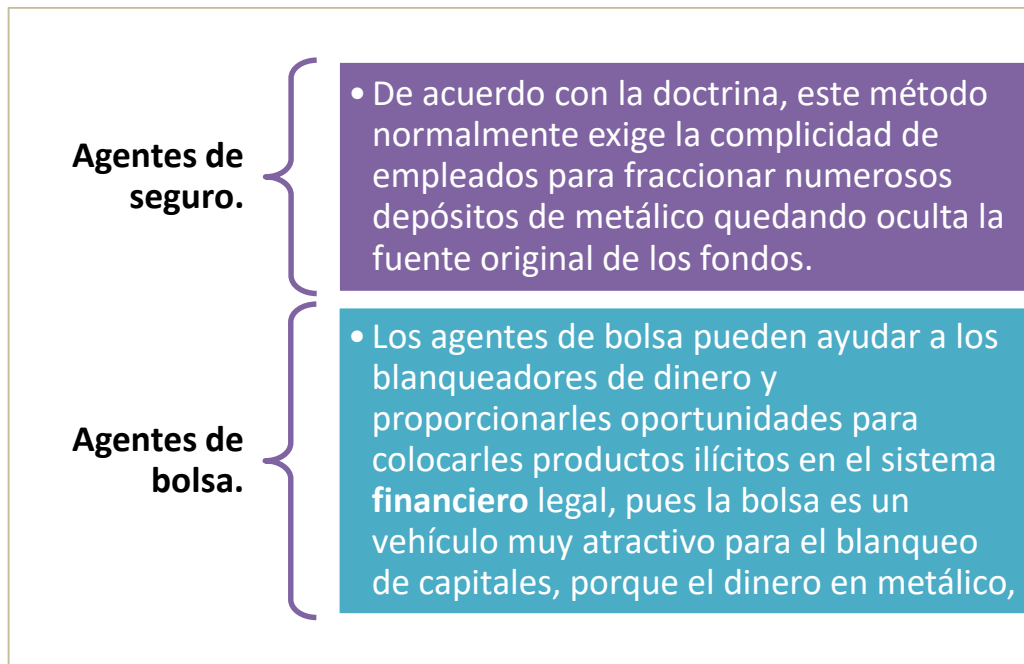 Agentes de
seguro.
• De acuerdo con la doctrina, este método
normalmente exige la complicidad de
empleados para fraccionar numerosos
depósitos de metálico quedando oculta la
fuente original de los fondos.
Agentes de
bolsa.
• Los agentes de bolsa pueden ayudar a los
blanqueadores de dinero y
proporcionarles oportunidades para
colocarles productos ilícitos en el sistema
financiero legal, pues la bolsa es un
vehículo muy atractivo para el blanqueo
de capitales, porque el dinero en metálico,